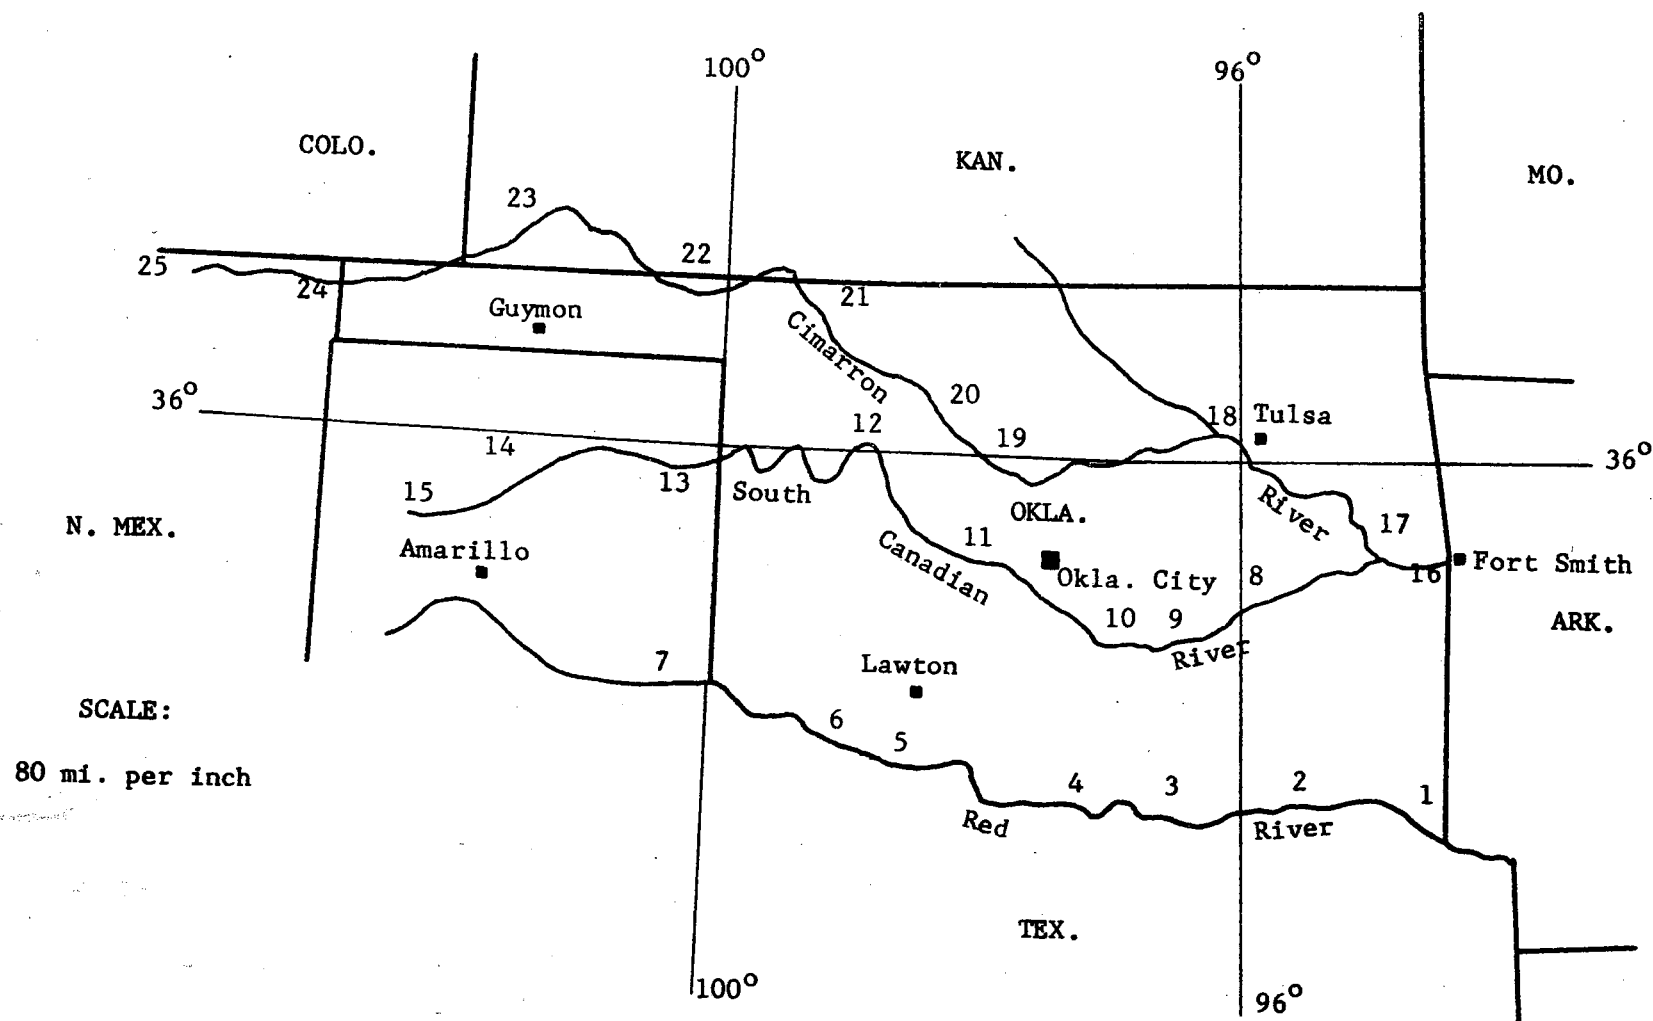 100°
96°
COLO.
KAN.
MO.
23
22
25
24
21
Guymon
Cimarron
20
36°
12
18 Tulsa
19
14
36°
13
South
15
River
OKLA.
17
N. MEX.
11
Amarillo
Canadian
Okla. City
8
16
Fort Smith
10
9
ARK.
River
7
Lawton
SCALE:
6
5
80 mi. per inch
4
3
2
1
Red
River
TEX.
100°
96°